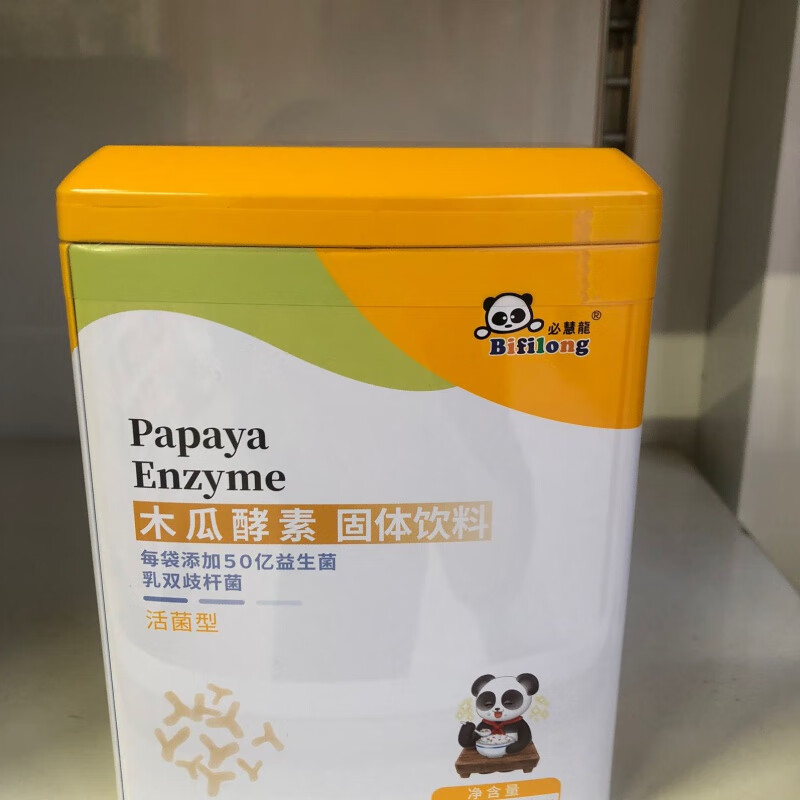 必慧龍®
Bifilong
Papaya
Enzyme
木瓜酵素 固体饮料
每袋添加50亿益生菌
乳双歧杆菌
活菌型
净含量